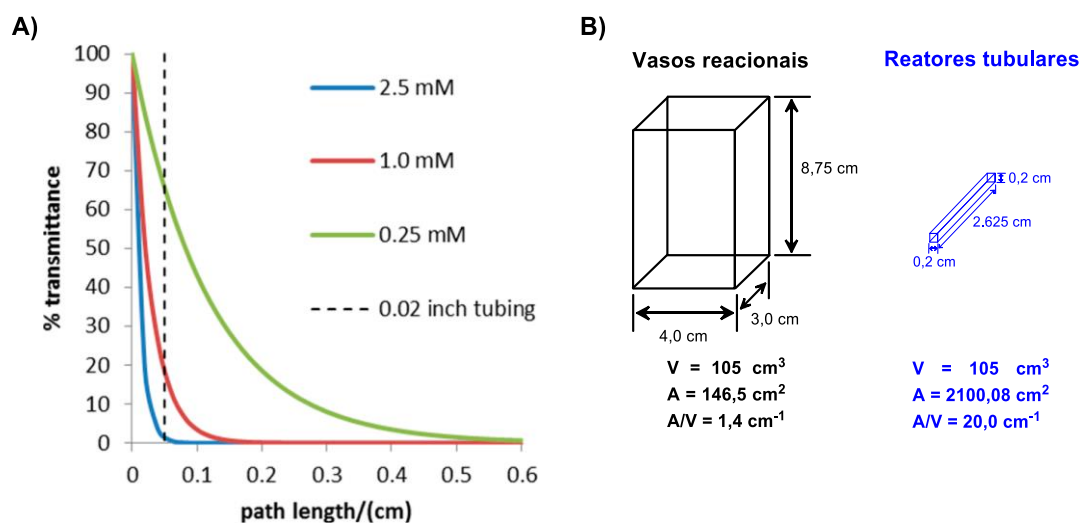 A)
100
90
80
70
60
50
40
30
20
10
0
% transmittance
2.5 mM
1.0 mM
0.25 mM
0.02 inch tubing
0 0.1 0.2 0.3 0.4 0.5 0.6
path length/(cm)
B)
Vasos reacionais
8,75 cm
3,0 cm
4,0 cm
V = 105 cm³
A = 146,5 cm²
A/V = 1,4 cm⁻¹
Reatores tubulares
0,2 cm
2.625 cm
0,2 cm
V = 105 cm³
A = 2100,08 cm²
A/V = 20,0 cm⁻¹